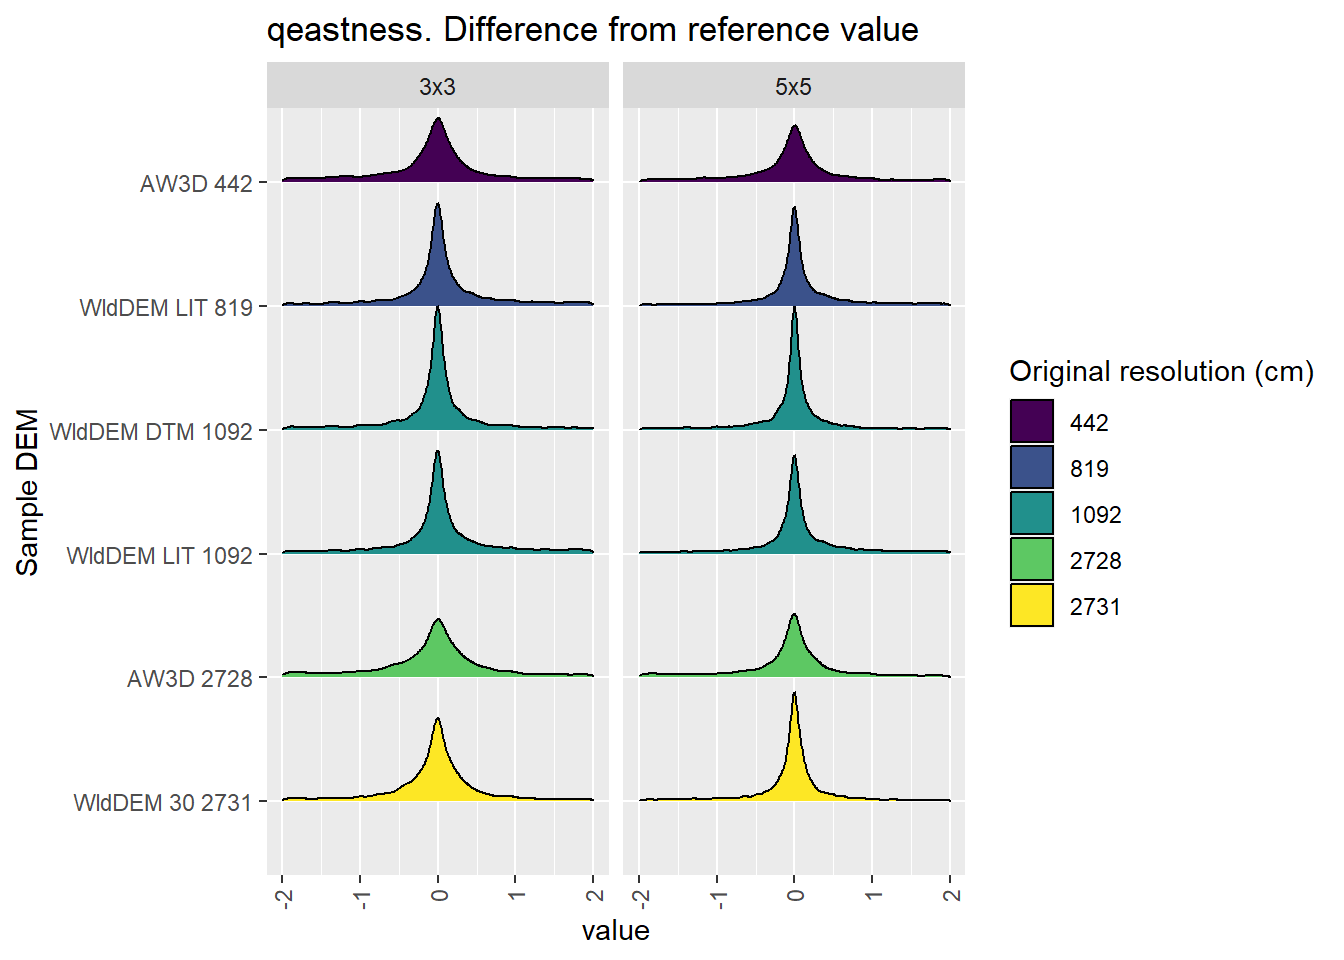 qeastness. Difference from reference value
3x3
5x5
Sample DEM
AW3D 442
WldDEM LIT 819
WldDEM DTM 1092
WldDEM LIT 1092
AW3D 2728
WldDEM 30 2731
-2
-1
0
1
2
-2
-1
0
1
2
value
Original resolution (cm)
442
819
1092
2728
2731